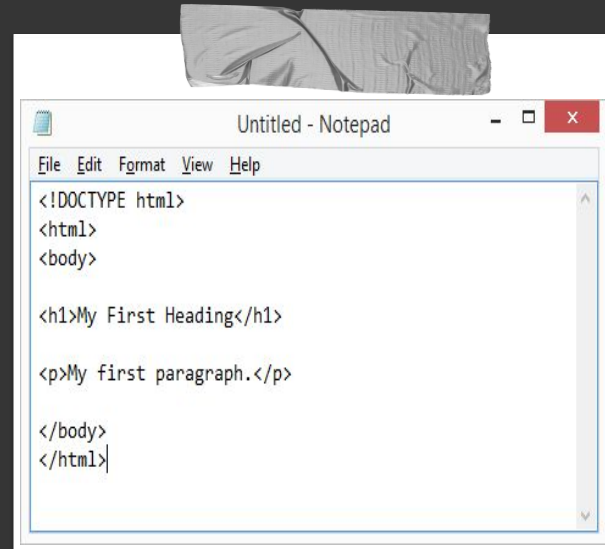 Untitled - Notepad
File Edit Format View Help
<!DOCTYPE html>
<html>
<body>
<h1>My First Heading</h1>
<p>My first paragraph.</p>
</body>
</html>